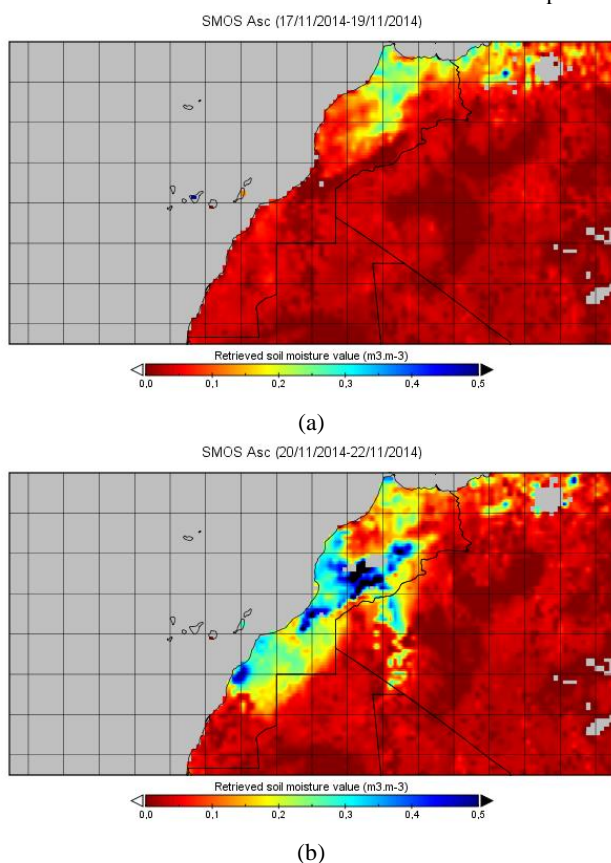 SMOS Asc (17/11/2014-19/11/2014)
Retrieved soil moisture value (m3.m-3)
0,0 0,1 0,2 0,3 0,4 0,5
(a)
SMOS Asc (20/11/2014-22/11/2014)
Retrieved soil moisture value (m3.m-3)
0,0 0,1 0,2 0,3 0,4 0,5
(b)